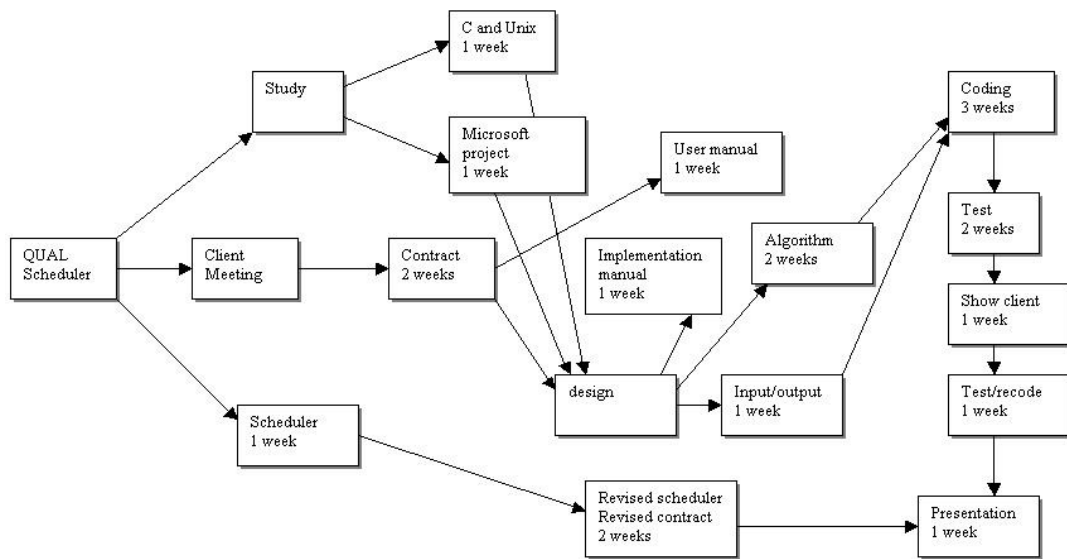 C and Unix
1 week
Study
Coding
3 weeks
Microsoft
project
1 week
User manual
1 week
Test
2 weeks
QUAL
Scheduler
Client
Meeting
Contract
2 weeks
Implementation
manual
1 week
Algorithm
2 weeks
Show client
1 week
design
Input/output
1 week
Test/recode
1 week
Scheduler
1 week
Revised scheduler
Revised contract
2 weeks
Presentation
1 week